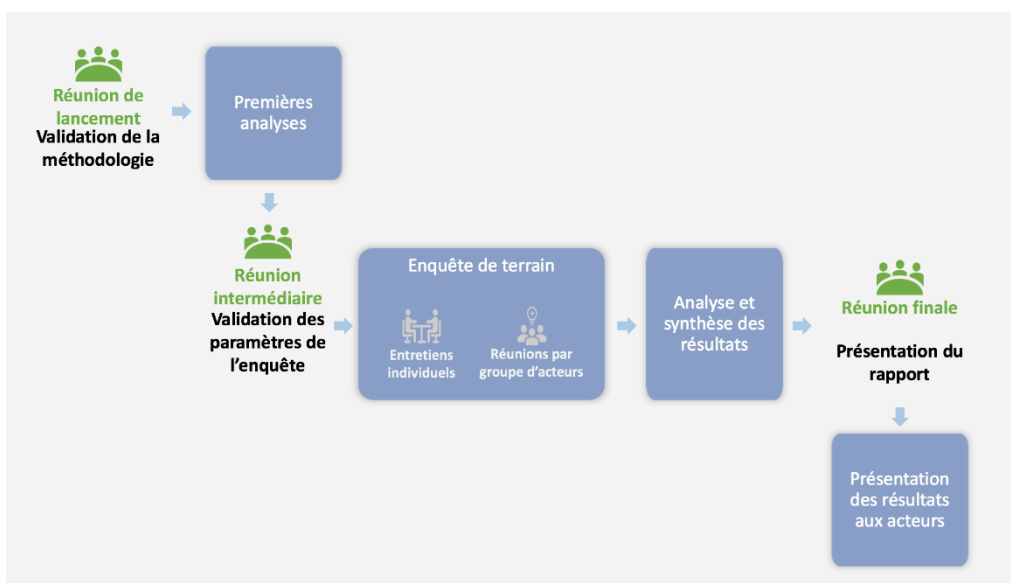 Réunion de
lancement
Validation de la
méthodologie
Premières
analyses
Réunion
intermédiaire
Validation des
paramètres de
l’enquête
Enquête de terrain
Entretiens
individuels
Réunions par
groupe d’acteurs
Analyse et
synthèse des
résultats
Réunion finale
Présentation du
rapport
Présentation
des résultats
aux acteurs